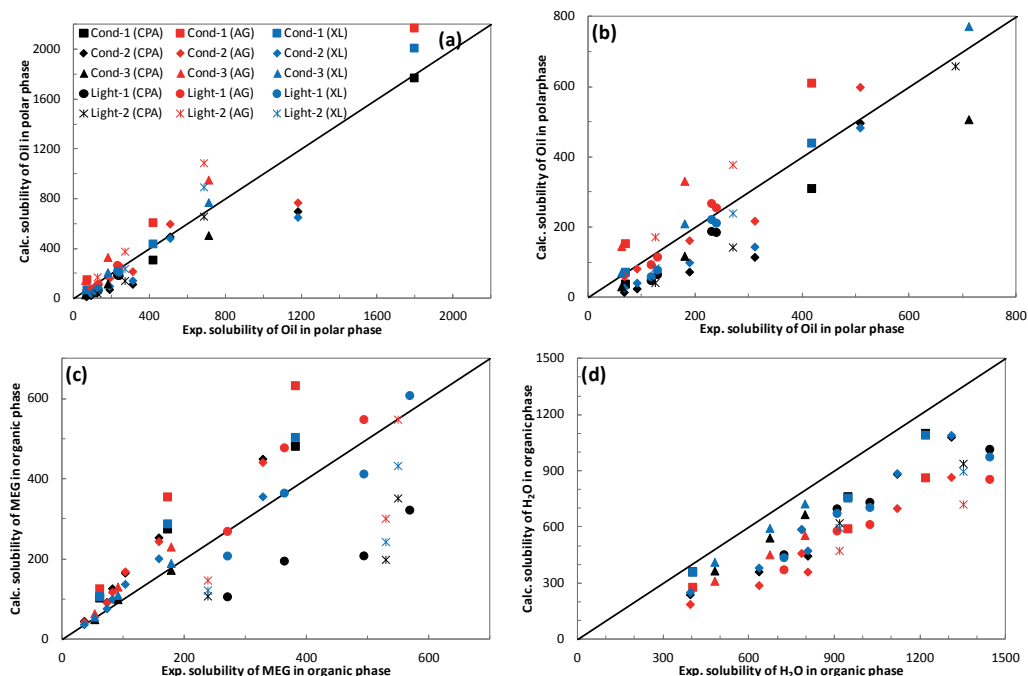 (a)
Cond-1 (CPA) Cond-1 (AG) Cond-1 (XL)
Cond-2 (CPA) Cond-2 (AG) Cond-2 (XL)
Cond-3 (CPA) Cond-3 (AG) Cond-3 (XL)
Light-1 (CPA) Light-1 (AG) Light-1 (XL)
Light-2 (CPA) Light-2 (AG) Light-2 (XL)
Calc. solubility of Oil in polar phase
2000
1600
1200
800
400
0
0 400 800 1200 1600 2000
Exp. solubility of Oil in polar phase
(b)
Calc. solubility of Oil in polarphase
800
600
400
200
0
0 200 400 600 800
Exp. solubility of Oil in polar phase
(c)
Calc. solubility of MEG in organic phase
600
400
200
0
0 200 400 600
Exp. solubility of MEG in organic phase
(d)
Calc. solubility of H2O in organicphase
1500
1200
900
600
300
0
0 300 600 900 1200 1500
Exp. solubility of H2O in organic phase